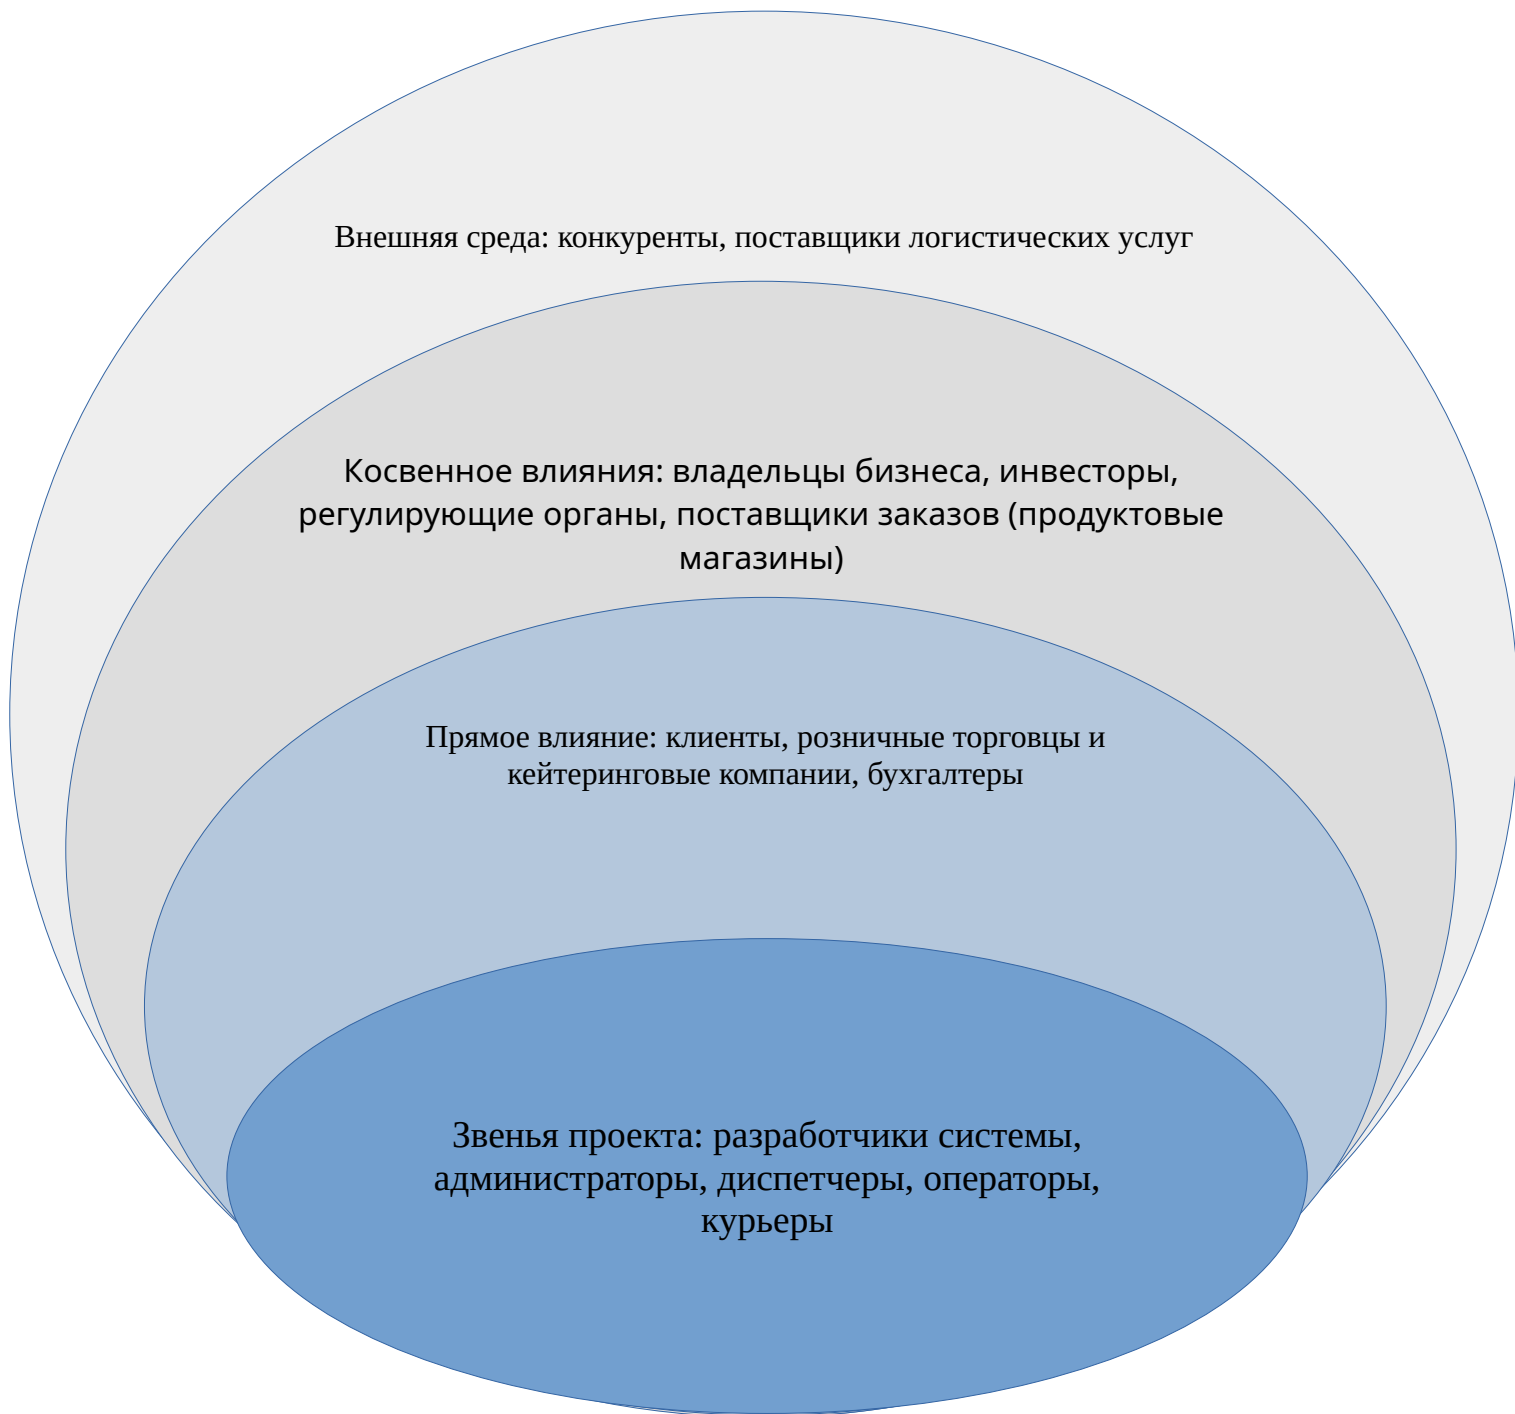 Внешняя среда: конкуренты, поставщики логистических услуг
Косвенное влияния: владельцы бизнеса, инвесторы,
регулирующие органы, поставщики заказов (продуктовые
магазины)
Прямое влияние: клиенты, розничные торговцы и
кейтеринговые компании, бухгалтеры
Звенья проекта: разработчики системы,
администраторы, диспетчеры, операторы,
курьеры